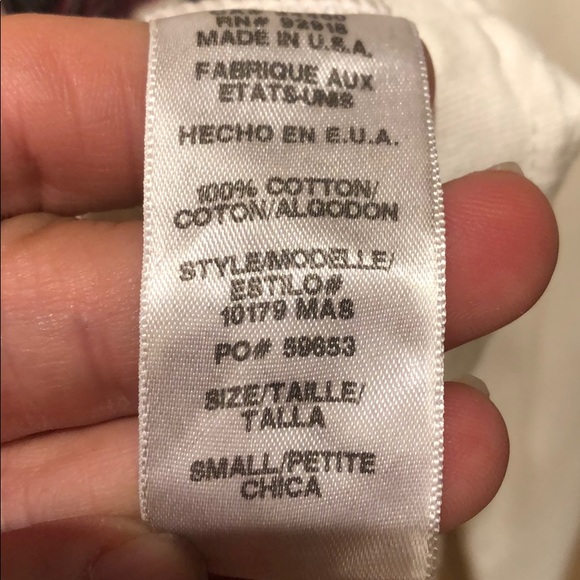 RN# 92918
MADE IN U.S.A.
FABRIQUE AUX
ETATS-UNIS
HECHO EN E.U.A.
100% COTTON/
COTON/ALGODON
STYLE/MODELLE/
ESTILO#
10179 MAS
PO# 59653
SIZE/TAILLE/
TALLA
SMALL/PETITE
CHICA